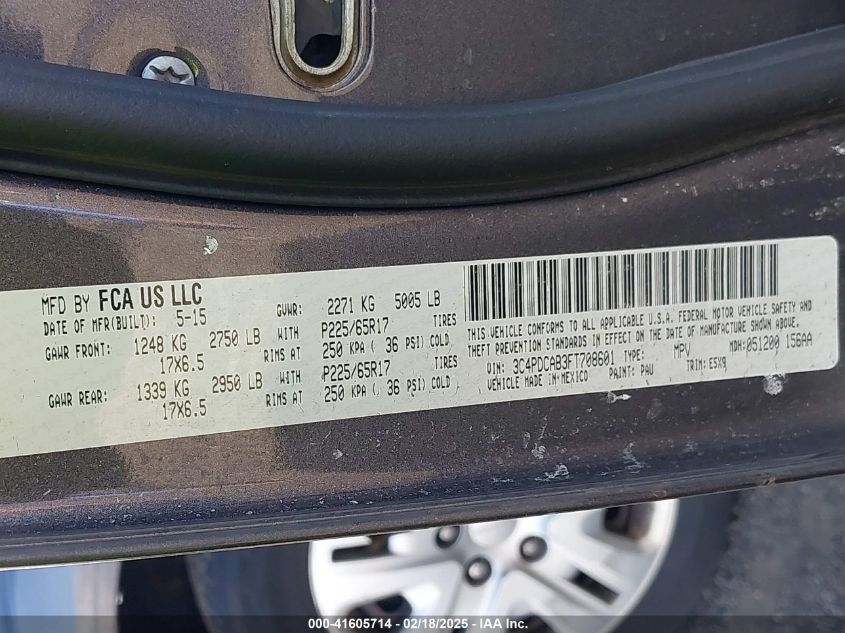 MFD BY FCA US LLC
DATE OF MFR(BUILT): 5-15 GVWR: 2271 KG 5005 LB
GAWR FRONT: 1248 KG 2750 LB WITH P225/65R17 TIRES
17X6.5 RIMS AT 250 KPA ( 36 PSI) COLD
GAWR REAR: 1339 KG 2950 LB WITH P225/65R17 TIRES
17X6.5 RIMS AT 250 KPA ( 36 PSI) COLD
THIS VEHICLE CONFORMS TO ALL APPLICABLE U.S.A. FEDERAL MOTOR VEHICLE SAFETY AND
THEFT PREVENTION STANDARDS IN EFFECT ON THE DATE OF MANUFACTURE SHOWN ABOVE.
VIN: 3C4PDCAB3FT708601 TYPE: MPV MDH: 051200 156AA
MADE IN MEXICO PAINT: PAU TRIM: E5X9
000-41605714 - 02/18/2025 - IAAI.COM